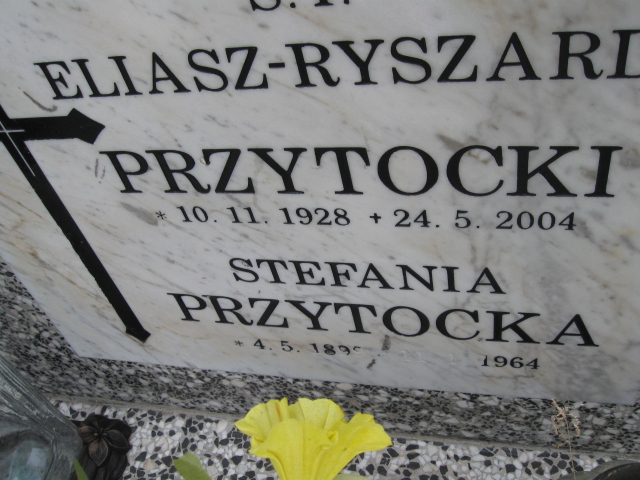 Ś. P.
ELIASZ-RYSZARD
PRZYTOCKI
* 10. 11. 1928 + 24. 5. 2004
STEFANIA
PRZYTOCKA
* 4. 5. 1964